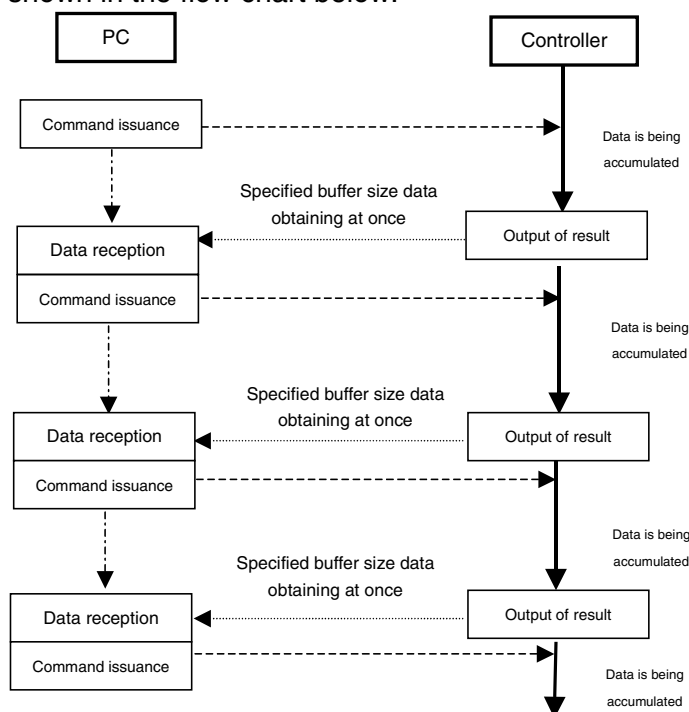 shown in the flow chart below.
PC
Controller
Command issuance
Data is being
accumulated
Specified buffer size data
obtaining at once
Output of result
Data reception
Command issuance
Data is being
accumulated
Specified buffer size data
obtaining at once
Output of result
Data reception
Command issuance
Data is being
accumulated
Specified buffer size data
obtaining at once
Output of result
Data reception
Command issuance
Data is being
accumulated